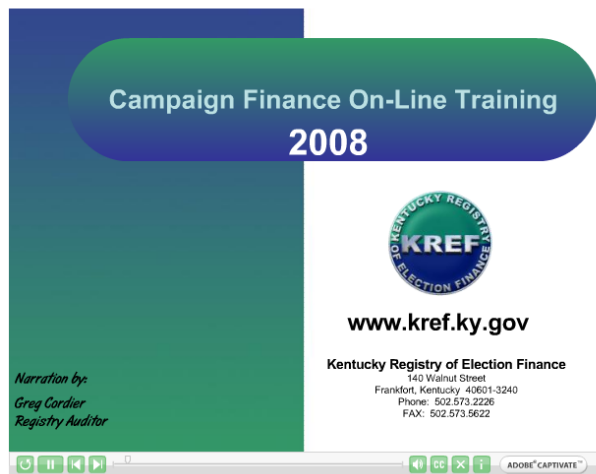 Campaign Finance On-Line Training
2008
KENTUCKY REGISTRY
KREF
OF ELECTION FINANCE
www.kref.ky.gov
Kentucky Registry of Election Finance
140 Walnut Street
Frankfort, Kentucky 40601-3240
Phone: 502.573.2226
FAX: 502.573.5622
Narration by:
Greg Cordier
Registry Auditor
CC
i
ADOBE® CAPTIVATE™